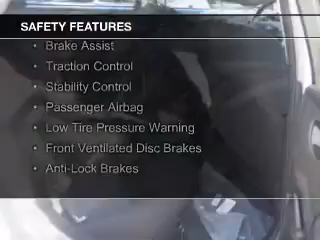 SAFETY FEATURES
• Brake Assist
• Traction Control
• Stability Control
• Passenger Airbag
• Low Tire Pressure Warning
• Front Ventilated Disc Brakes
• Anti-Lock Brakes